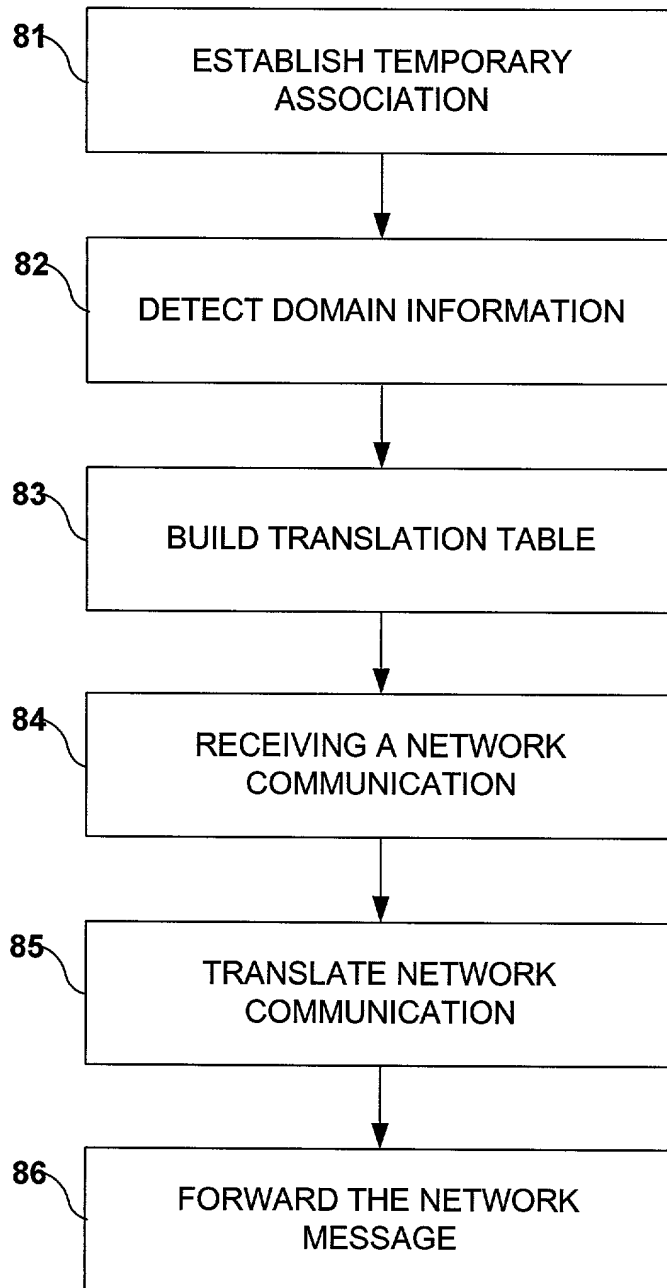 81
ESTABLISH TEMPORARY
ASSOCIATION
82
DETECT DOMAIN INFORMATION
83
BUILD TRANSLATION TABLE
84
RECEIVING A NETWORK
COMMUNICATION
85
TRANSLATE NETWORK
COMMUNICATION
86
FORWARD THE NETWORK
MESSAGE